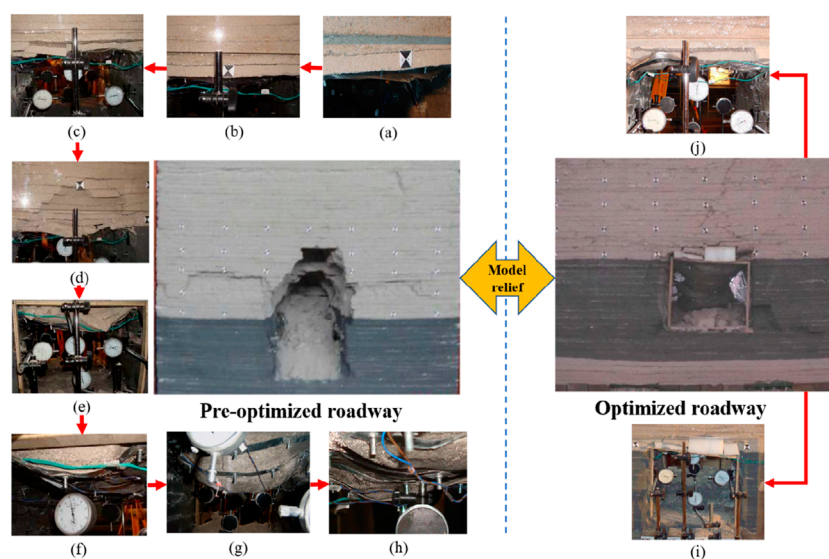 (c)
(b)
(a)
(j)
(d)
(e)
Model
relief
Pre-optimized roadway
Optimized roadway
(f)
(g)
(h)
(i)